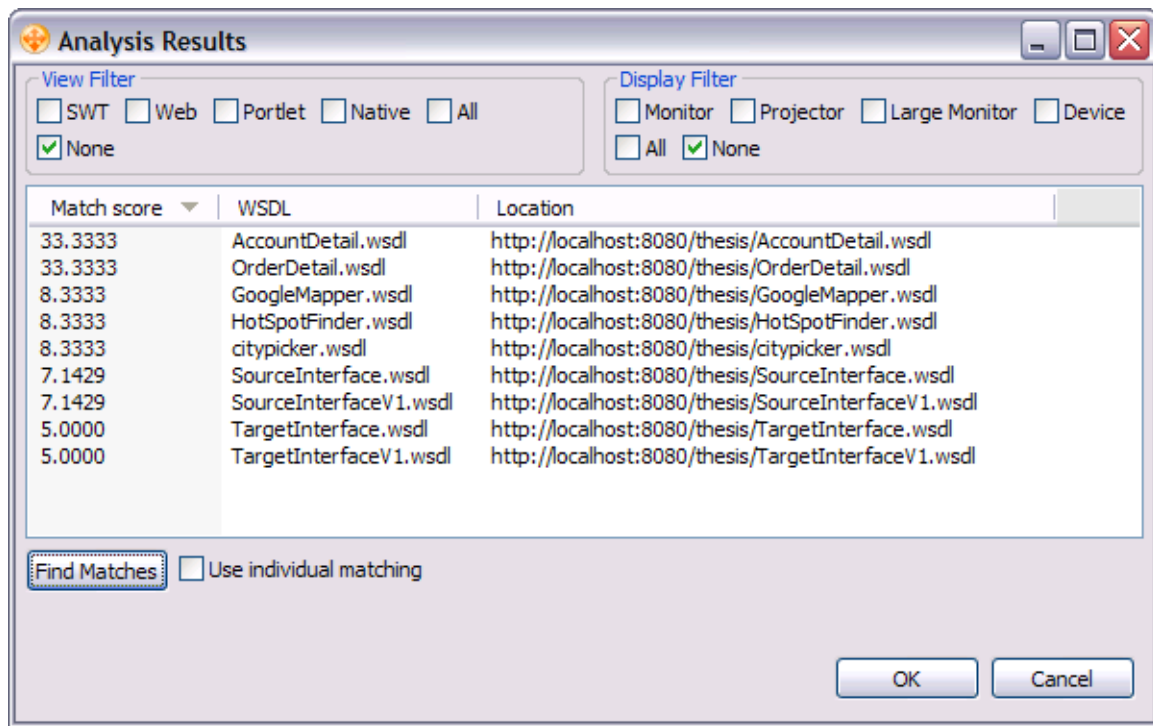 Analysis Results
View Filter
SWT Web Portlet Native All
None
Display Filter
Monitor Projector Large Monitor Device
All None
Match score WSDL Location
33.3333 AccountDetail.wsdl http://localhost:8080/thesis/AccountDetail.wsdl
33.3333 OrderDetail.wsdl http://localhost:8080/thesis/OrderDetail.wsdl
8.3333 GoogleMapper.wsdl http://localhost:8080/thesis/GoogleMapper.wsdl
8.3333 HotSpotFinder.wsdl http://localhost:8080/thesis/HotSpotFinder.wsdl
8.3333 citypicker.wsdl http://localhost:8080/thesis/citypicker.wsdl
7.1429 SourceInterface.wsdl http://localhost:8080/thesis/SourceInterface.wsdl
7.1429 SourceInterfaceV1.wsdl http://localhost:8080/thesis/SourceInterfaceV1.wsdl
5.0000 TargetInterface.wsdl http://localhost:8080/thesis/TargetInterface.wsdl
5.0000 TargetInterfaceV1.wsdl http://localhost:8080/thesis/TargetInterfaceV1.wsdl
Find Matches Use individual matching
OK Cancel